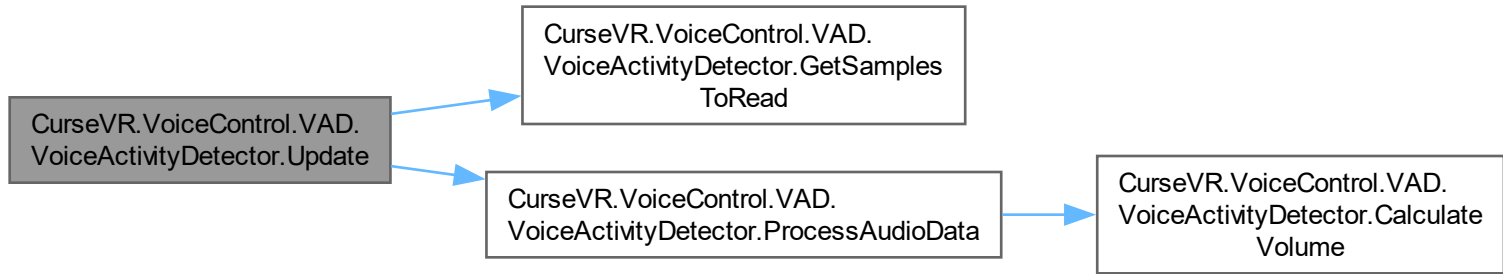 CurseVR.VoiceControl.VAD.
VoiceActivityDetector.Update
CurseVR.VoiceControl.VAD.
VoiceActivityDetector.GetSamples
ToRead
CurseVR.VoiceControl.VAD.
VoiceActivityDetector.ProcessAudioData
CurseVR.VoiceControl.VAD.
VoiceActivityDetector.Calculate
Volume